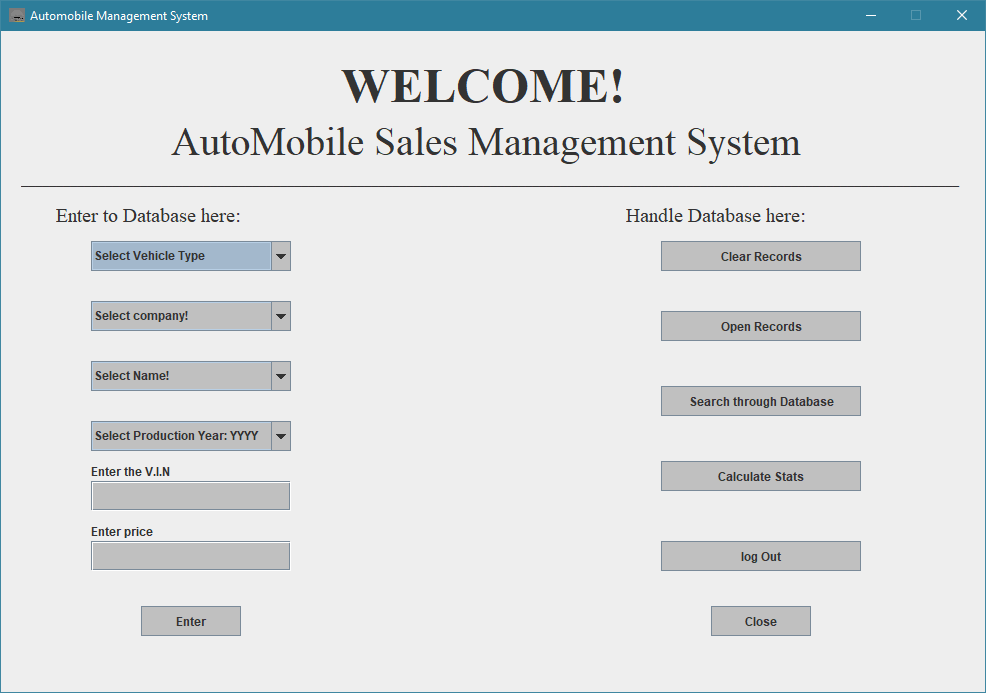 Automobile Management System
WELCOME!
AutoMobile Sales Management System
Enter to Database here:
Select Vehicle Type
Select company!
Select Name!
Select Production Year: YYYY
Enter the V.I.N
Enter price
Enter
Handle Database here:
Clear Records
Open Records
Search through Database
Calculate Stats
log Out
Close